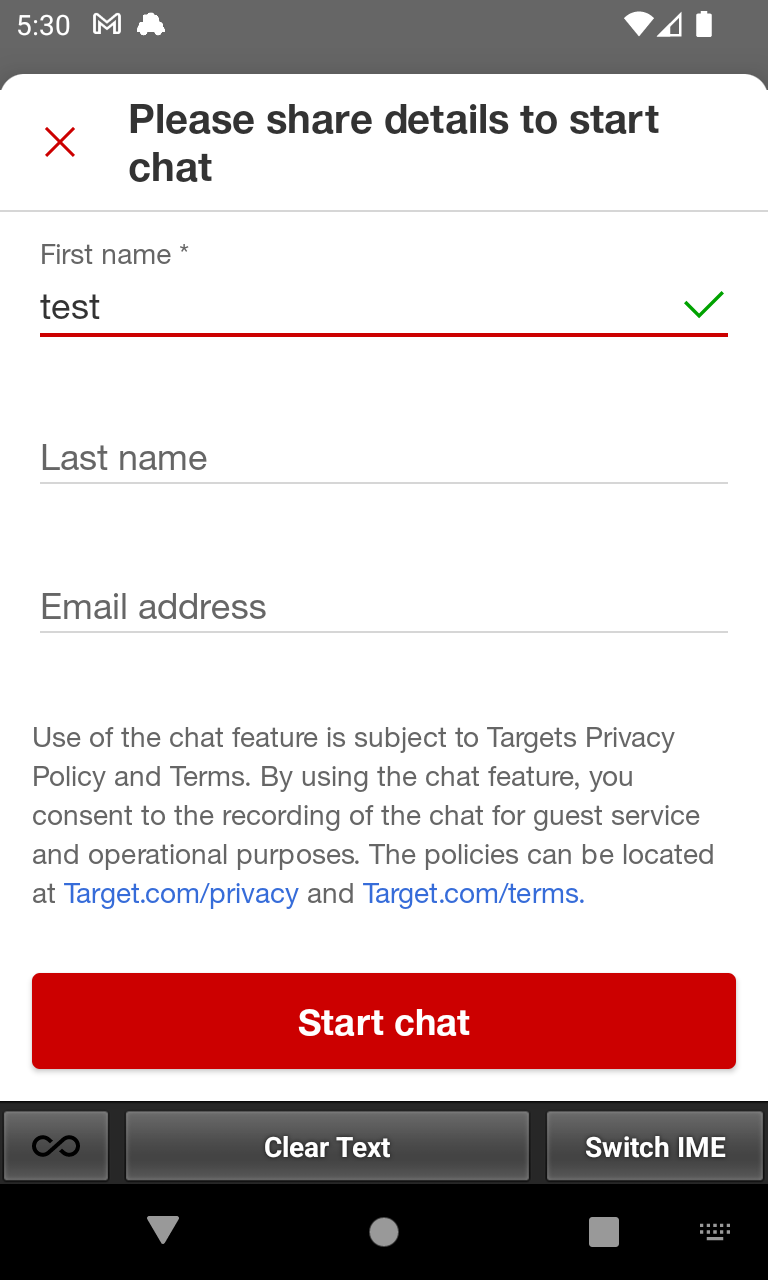 5:30
Please share details to start
chat
First name *
test
Last name
Email address
Use of the chat feature is subject to Targets Privacy
Policy and Terms. By using the chat feature, you
consent to the recording of the chat for guest service
and operational purposes. The policies can be located
at Target.com/privacy and Target.com/terms.
Start chat
Clear Text
Switch IME